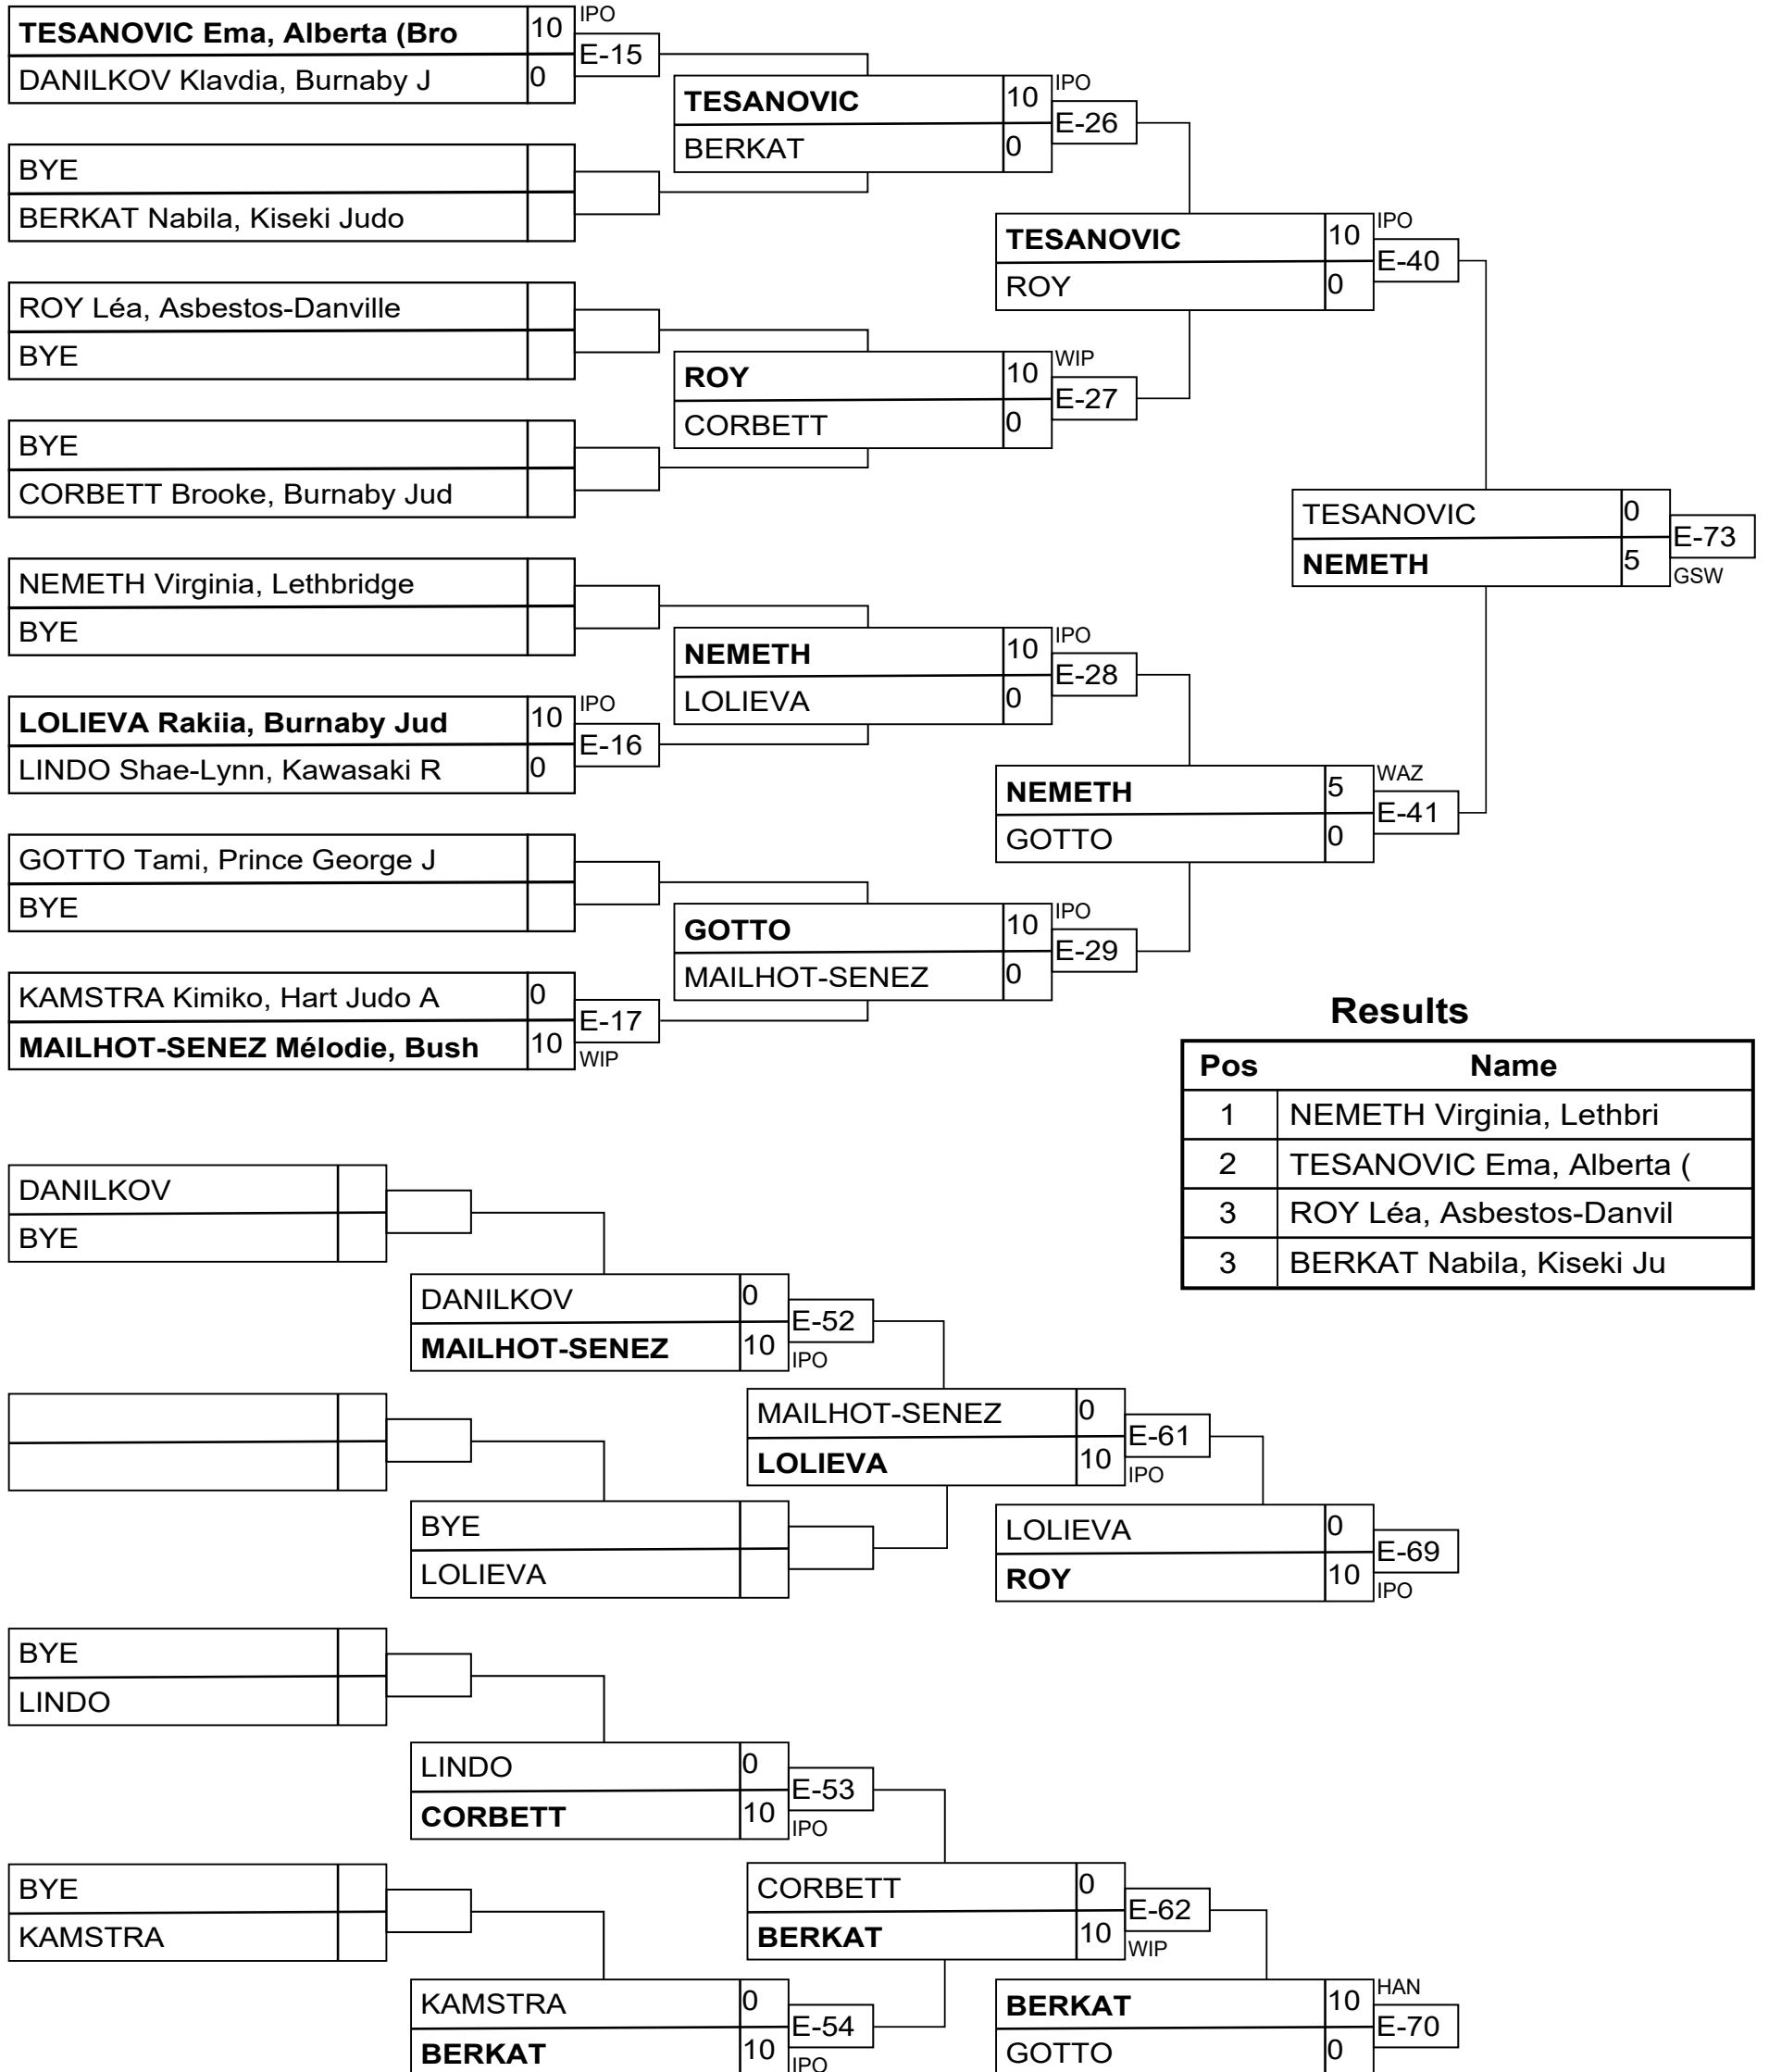 TESANOVIC Ema, Alberta (Bro 10 IPO
E-15
DANILKOV Klavdia, Burnaby J 0
BYE
BERKAT Nabila, Kiseki Judo
ROY Léa, Asbestos-Danville
BYE
BYE
CORBETT Brooke, Burnaby Jud
NEMETH Virginia, Lethbridge
BYE
LOLIEVA Rakiia, Burnaby Jud 10 IPO
E-16
LINDO Shae-Lynn, Kawasaki R 0
GOTTO Tami, Prince George J
BYE
KAMSTRA Kimiko, Hart Judo A 0
E-17
MAILHOT-SENEZ Mélodie, Bush 10 WIP
TESANOVIC 10 IPO
E-26
BERKAT 0
ROY 10 WIP
E-27
CORBETT 0
NEMETH 10 IPO
E-28
LOLIEVA 0
GOTTO 10 IPO
E-29
MAILHOT-SENEZ 0
TESANOVIC 10 IPO
E-40
ROY 0
NEMETH 5 WAZ
E-41
GOTTO 0
TESANOVIC 0
E-73
NEMETH 5 GSW
Results
Pos Name
1 NEMETH Virginia, Lethbri
2 TESANOVIC Ema, Alberta (
3 ROY Léa, Asbestos-Danvil
3 BERKAT Nabila, Kiseki Ju
DANILKOV
BYE
DANILKOV 0
E-52
MAILHOT-SENEZ 10 IPO
BYE
LOLIEVA
MAILHOT-SENEZ 0
E-61
LOLIEVA 10 IPO
LOLIEVA 0
E-69
ROY 10 IPO
BYE
LINDO
LINDO 0
E-53
CORBETT 10 IPO
BYE
KAMSTRA
KAMSTRA 0
E-54
BERKAT 10 IPO
CORBETT 0
E-62
BERKAT 10 WIP
BERKAT 10 HAN
E-70
GOTTO 0